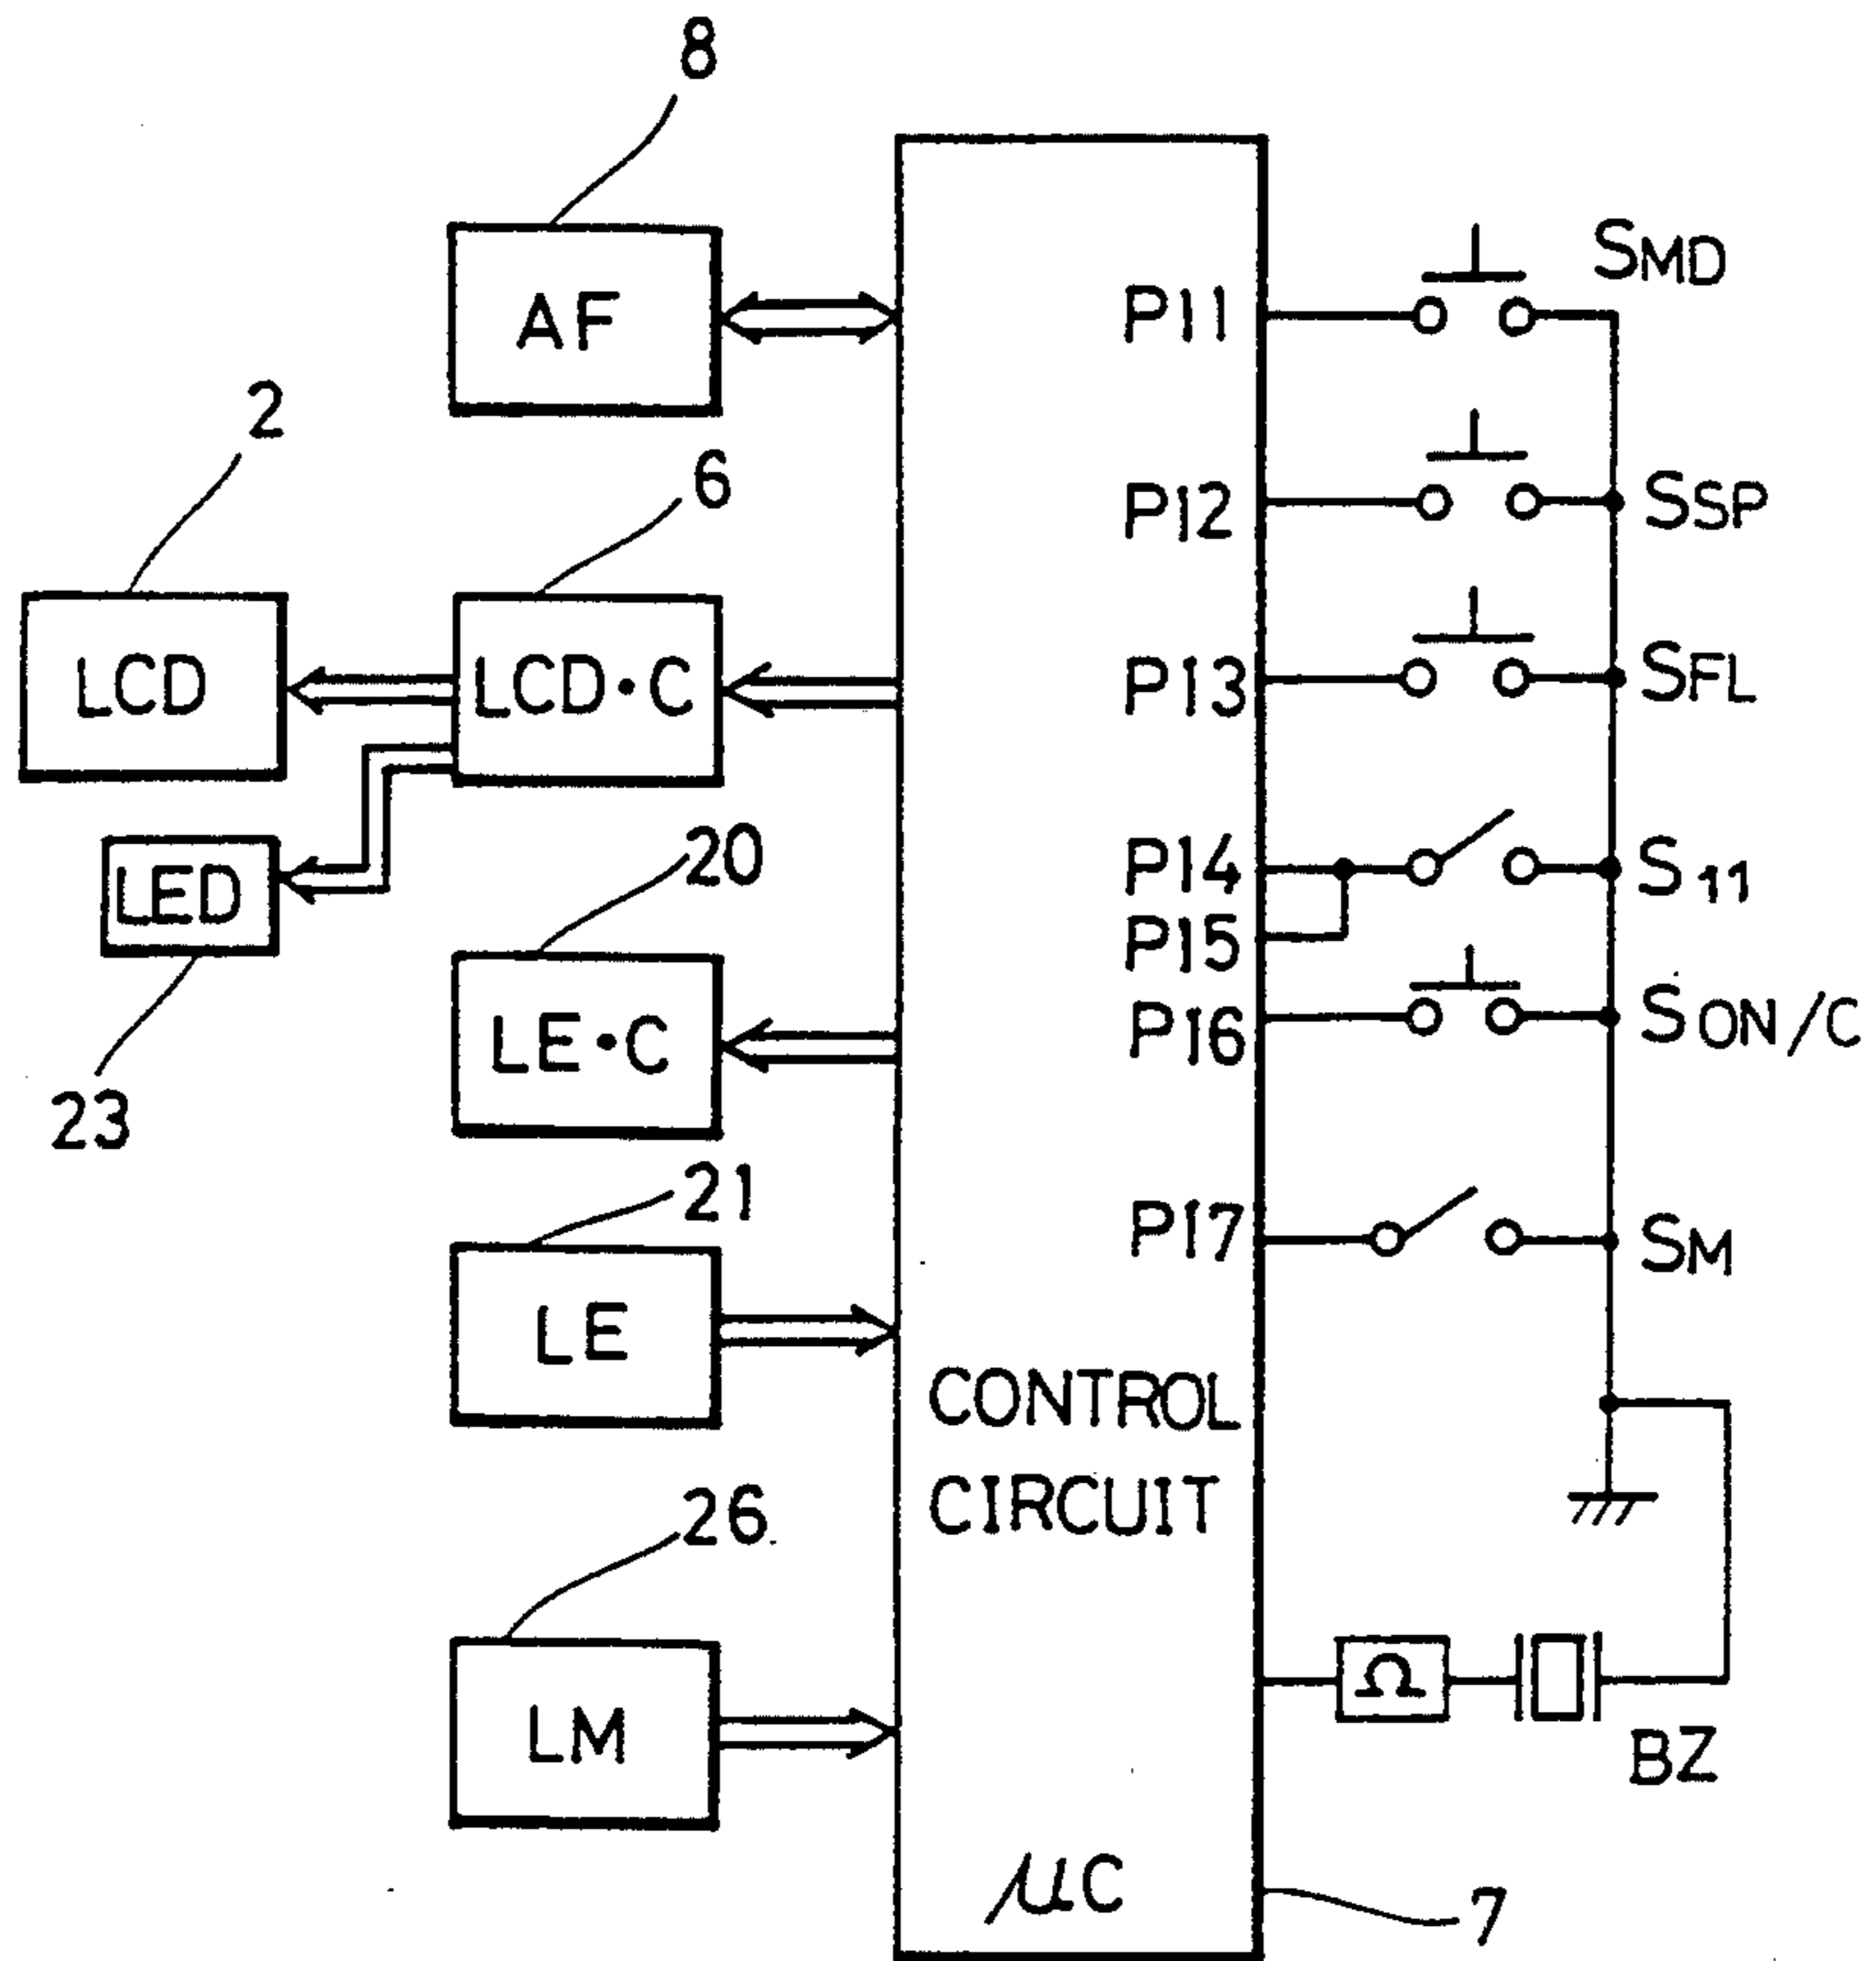 8
AF
P11
SMD
2
6
P12
SSP
LCD
LCD•C
P13
SFL
20
P14
S11
LED
P15
LE•C
P16
SON/C
23
21
P17
SM
LE
CONTROL
CIRCUIT
26
Ω
LM
BZ
μC
7